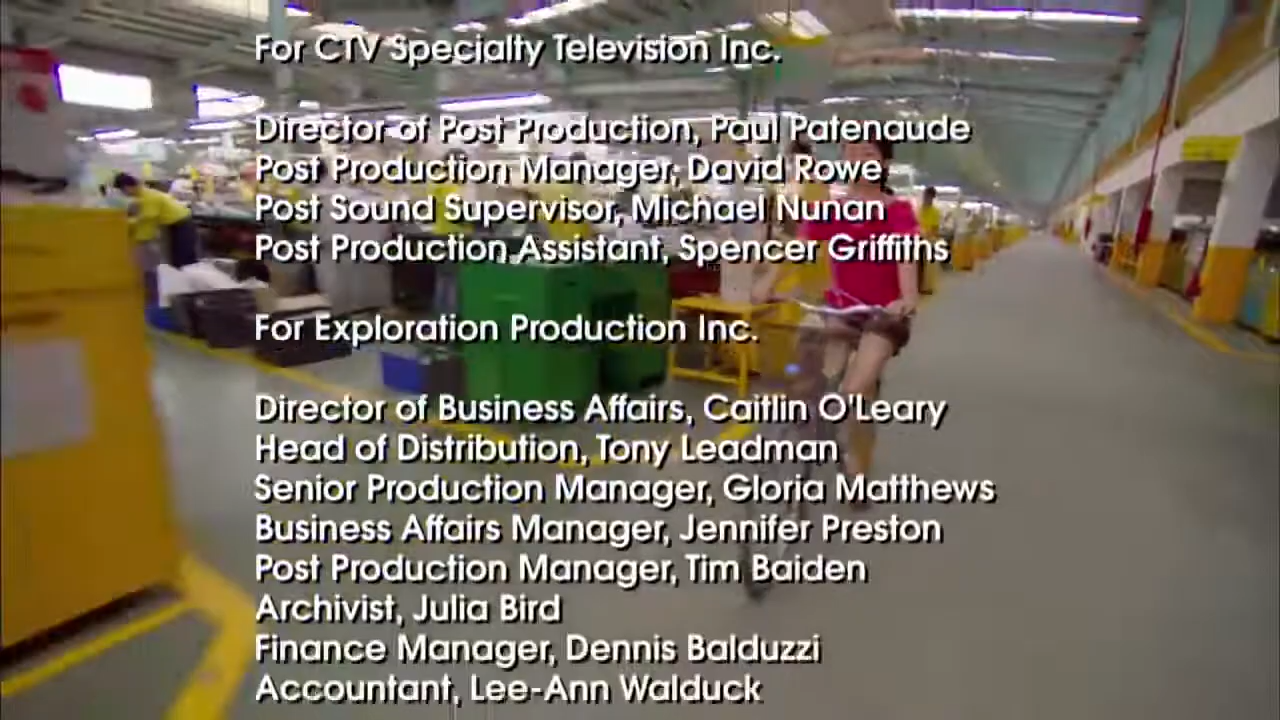 For CTV Specialty Television Inc.
Director of Post Production, Paul Patenaude
Post Production Manager, David Rowe
Post Sound Supervisor, Michael Nunan
Post Production Assistant, Spencer Griffiths
For Exploration Production Inc.
Director of Business Affairs, Caitlin O'Leary
Head of Distribution, Tony Leadman
Senior Production Manager, Gloria Matthews
Business Affairs Manager, Jennifer Preston
Post Production Manager, Tim Baiden
Archivist, Julia Bird
Finance Manager, Dennis Balduzzi
Accountant, Lee-Ann Walduck